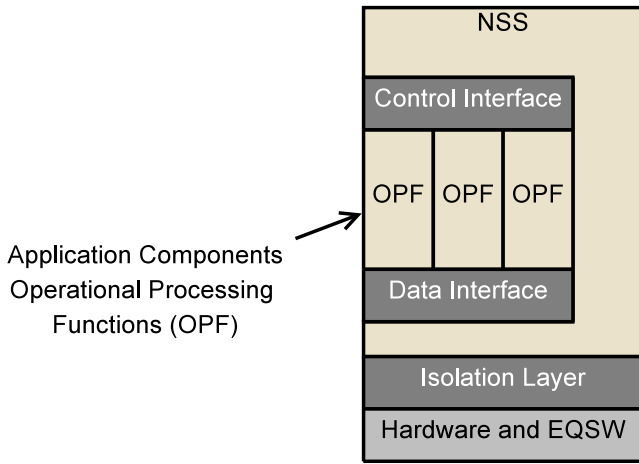 NSS
Control Interface
OPF OPF OPF
Application Components
Operational Processing
Functions (OPF)
Data Interface
Isolation Layer
Hardware and EQSW